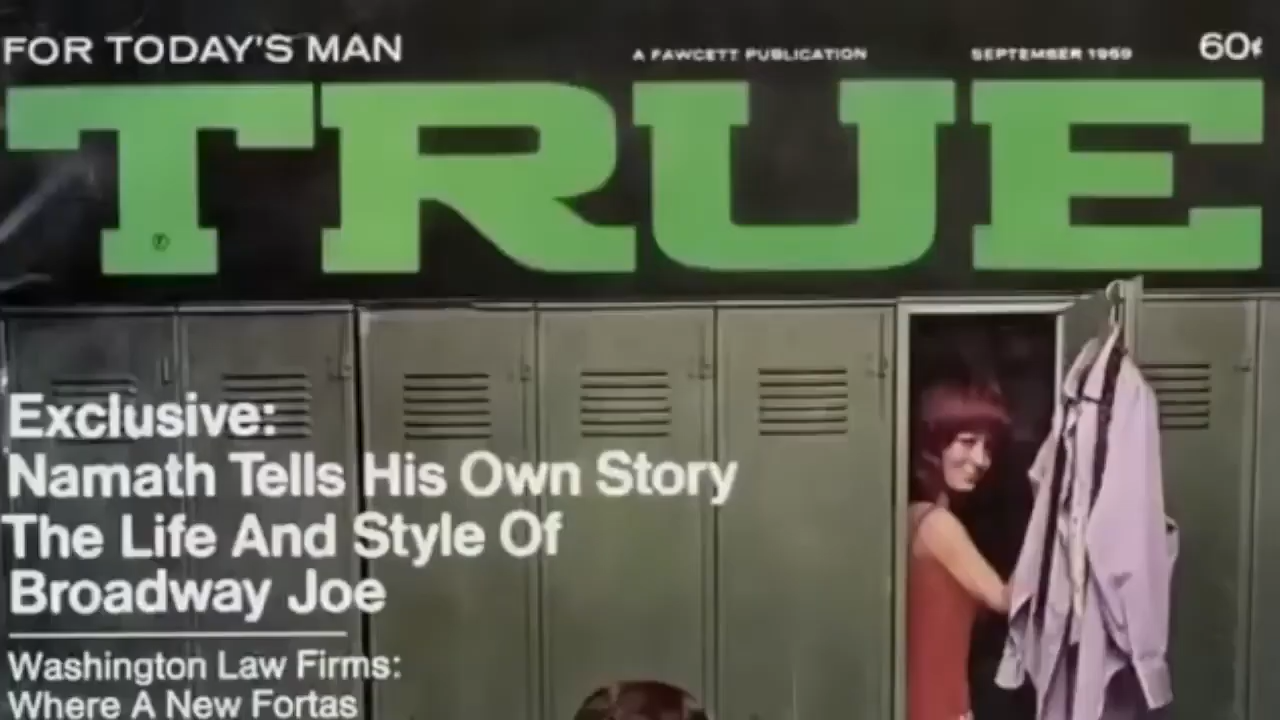 FOR TODAY'S MAN
A FAWCETT PUBLICATION
SEPTEMBER 1969
60¢
TRUE
Exclusive:
Namath Tells His Own Story
The Life And Style Of
Broadway Joe
Washington Law Firms:
Where A New Fortas